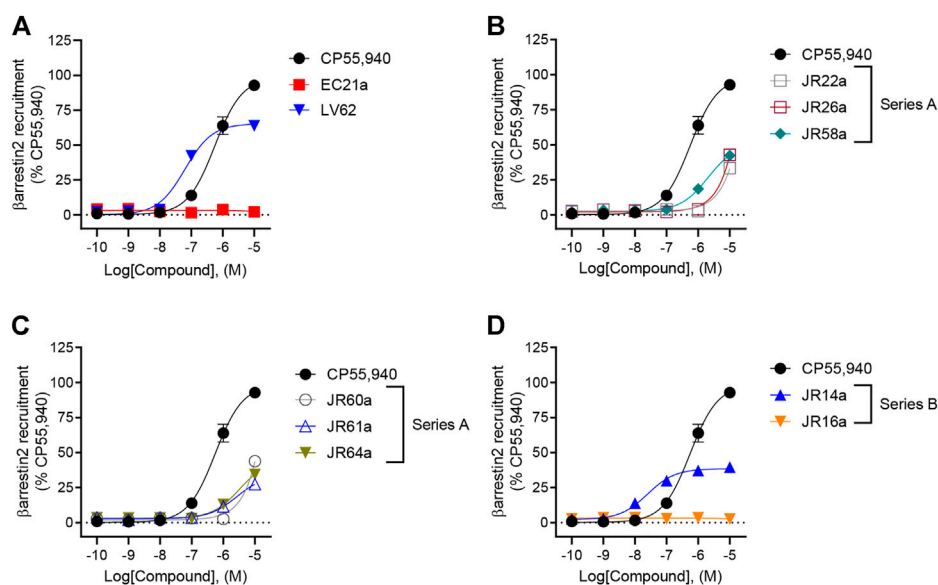 A
βarrestin2 recruitment
(% CP55,940)
125
100
75
50
25
0
-10 -9 -8 -7 -6 -5
Log[Compound], (M)
CP55,940
EC21a
LV62
B
βarrestin2 recruitment
(% CP55,940)
125
100
75
50
25
0
-10 -9 -8 -7 -6 -5
Log[Compound], (M)
CP55,940
JR22a
JR26a
JR58a
Series A
C
βarrestin2 recruitment
(% CP55,940)
125
100
75
50
25
0
-10 -9 -8 -7 -6 -5
Log[Compound], (M)
CP55,940
JR60a
JR61a
JR64a
Series A
D
βarrestin2 recruitment
(% CP55,940)
125
100
75
50
25
0
-10 -9 -8 -7 -6 -5
Log[Compound], (M)
CP55,940
JR14a
JR16a
Series B